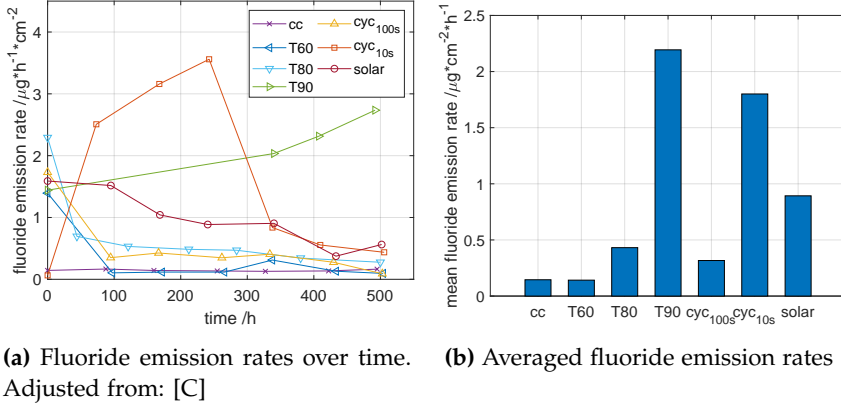 fluoride emission rate /μg*h⁻¹*cm⁻²
4
3
2
1
0
cc
T60
T80
T90
cyc₁₀₀ₛ
cyc₁₀ₛ
solar
0 100 200 300 400 500
time /h
mean fluoride emission rate /μg*cm⁻²*h⁻¹
2.5
2
1.5
1
0.5
0
cc T60 T80 T90 cyc₁₀₀ₛ cyc₁₀ₛ solar
(a) Fluoride emission rates over time.
Adjusted from: [C]
(b) Averaged fluoride emission rates